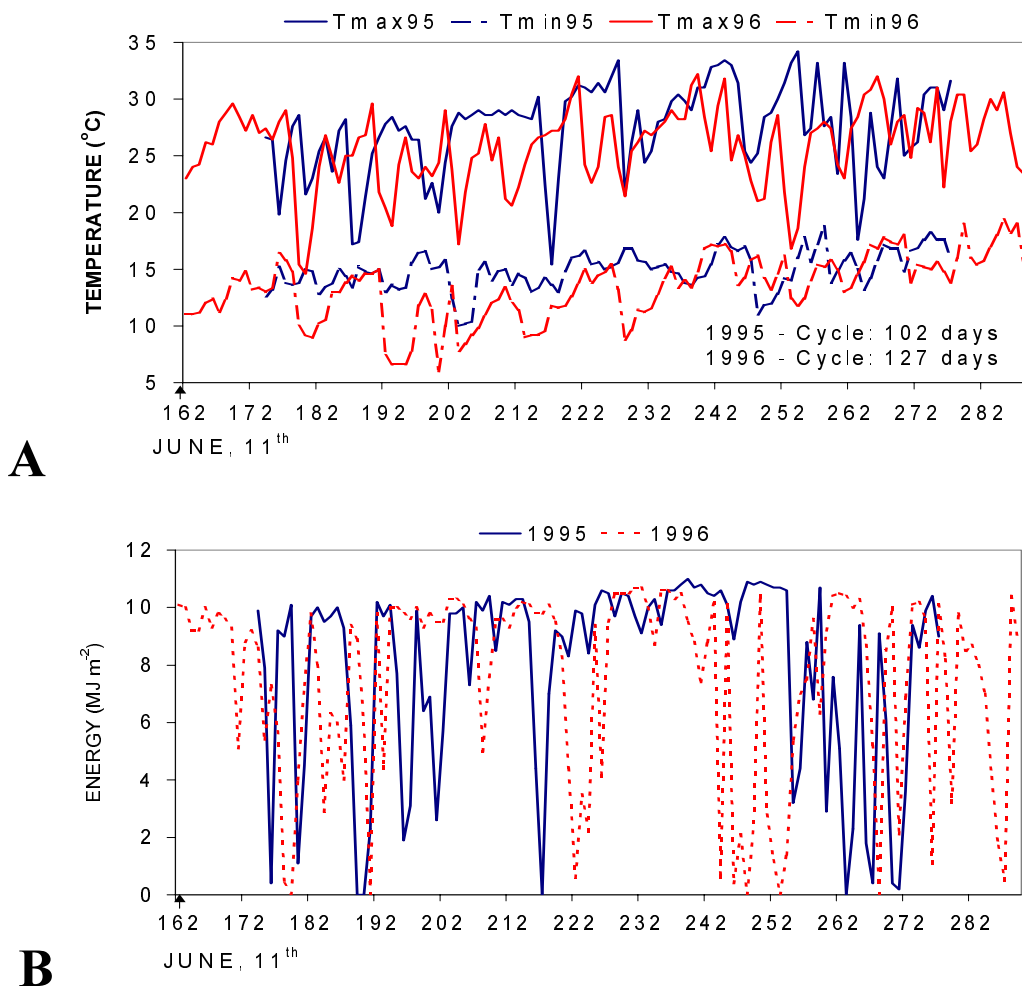 Tmax95 Tmin95 Tmax96 Tmin96
35
30
25
20
15
10
5
TEMPERATURE (°C)
1995 - Cycle: 102 days
1996 - Cycle: 127 days
162 172 182 192 202 212 222 232 242 252 262 272 282
JUNE, 11th
A
1995 1996
12
10
8
6
4
2
0
ENERGY (MJ m-2)
162 172 182 192 202 212 222 232 242 252 262 272 282
JUNE, 11th
B